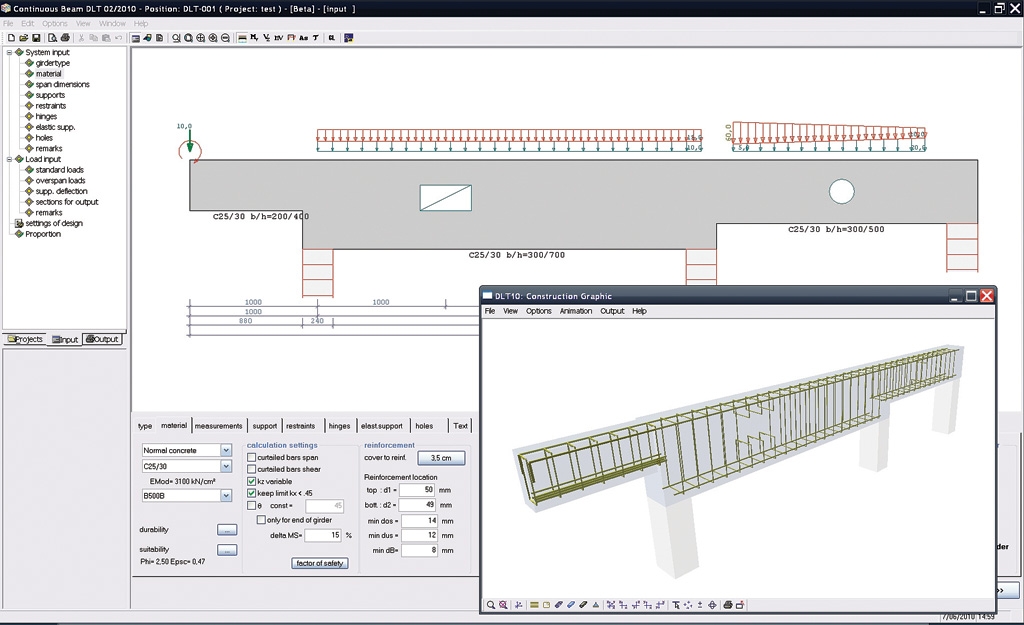 Continuous Beam DLT 02/2010 - Position: DLT-001 ( Project: test ) - [Beta] - [input ]
File Edit Options View Window Help
System input
girdertype
material
span dimensions
supports
restraints
hinges
elastic supp.
holes
remarks
Load input
standard loads
overspan loads
supp. deflection
sections for output
remarks
settings of design
Proportion
Projects Input Output
10,0
10,0
5,0
20,0
C25/30 b/h=200/400
C25/30 b/h=300/700
C25/30 b/h=300/500
1000 1000
1000
880 240
DLT10: Construction Graphic
File View Options Animation Output Help
type material measurements support restraints hinges elast.support holes Text
Normal concrete
C25/30
EMod= 3100 kN/cm²
B500B
durability ...
suitability ...
Phi= 2,50 Epsc= 0,47
calculation settings
curtailed bars span
curtailed bars shear
kz variable
keep limit kx < .45
θ const = 45
only for end of girder
delta MS= 15 %
factor of safety
reinforcement
cover to reinf. 3,5 cm
Reinforcement location
top : d1 = 50 mm
bott. : d2 = 49 mm
min dos = 14 mm
min dus = 12 mm
min dB= 8 mm
der
>>
7/06/2010 14:59